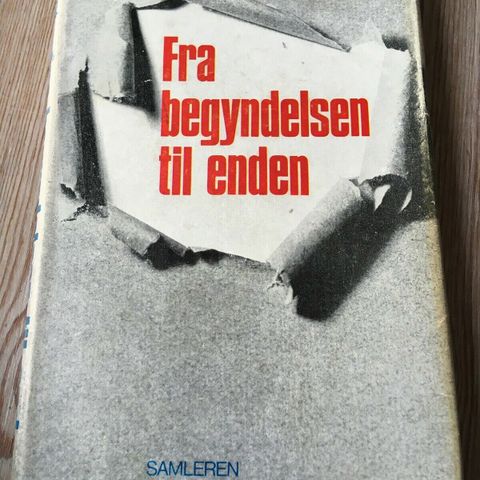 Fra
begyndelsen
til enden
SAMLEREN